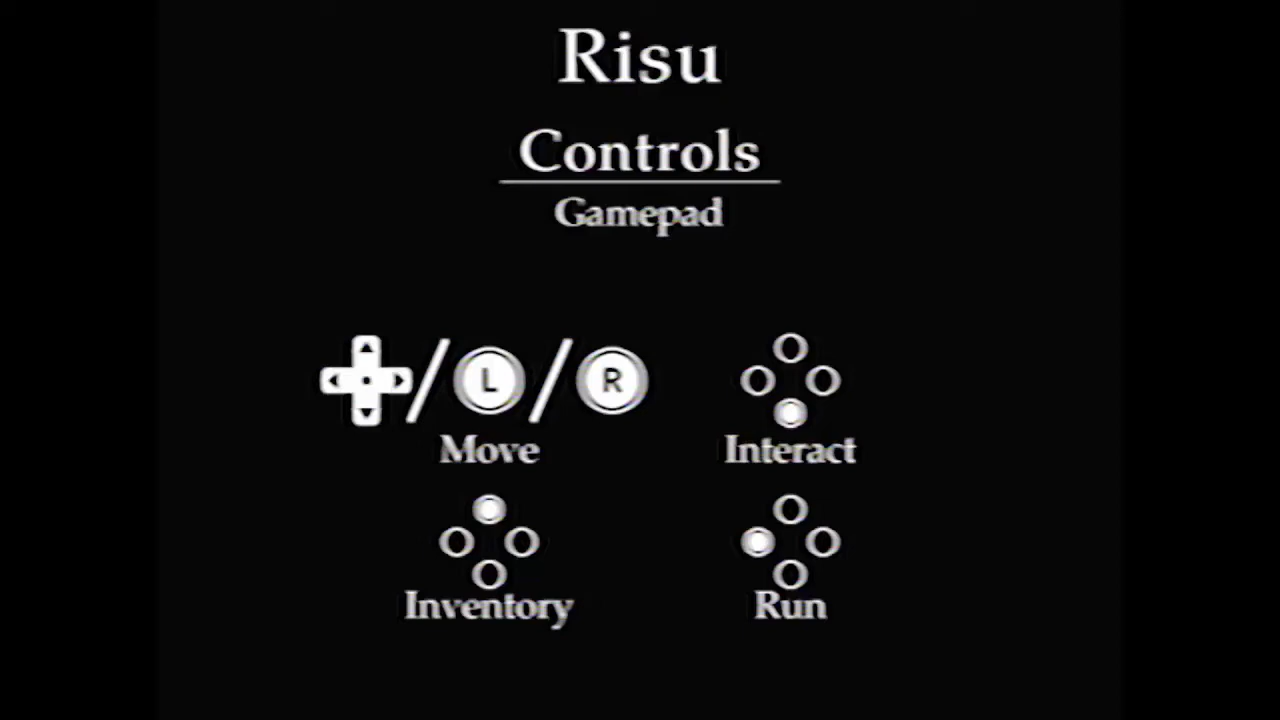 Risu
Controls
Gamepad
L / R
Move
Interact
Inventory
Run